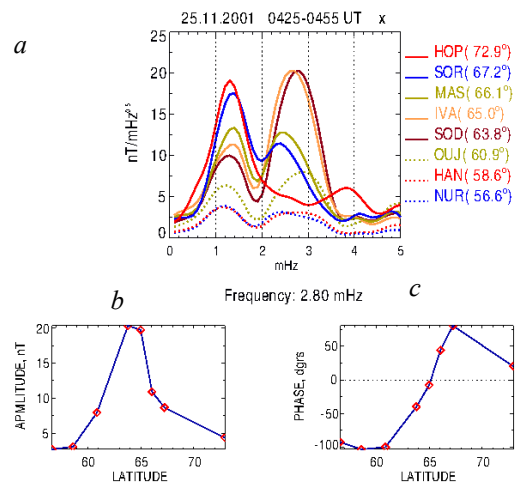 25.11.2001 0425-0455 UT x
a
nT/mHz^0.5
25
20
15
10
5
0
0 1 2 3 4 5
mHz
HOP( 72.9°)
SOR( 67.2°)
MAS( 66.1°)
IVA( 65.0°)
SOD( 63.8°)
OUJ( 60.9°)
HAN( 58.6°)
NUR( 56.6°)
b
c
Frequency: 2.80 mHz
APMLITUDE, nT
20
15
10
5
60 65 70
LATITUDE
PHASE, dgrs
50
0
-50
-100
60 65 70
LATITUDE